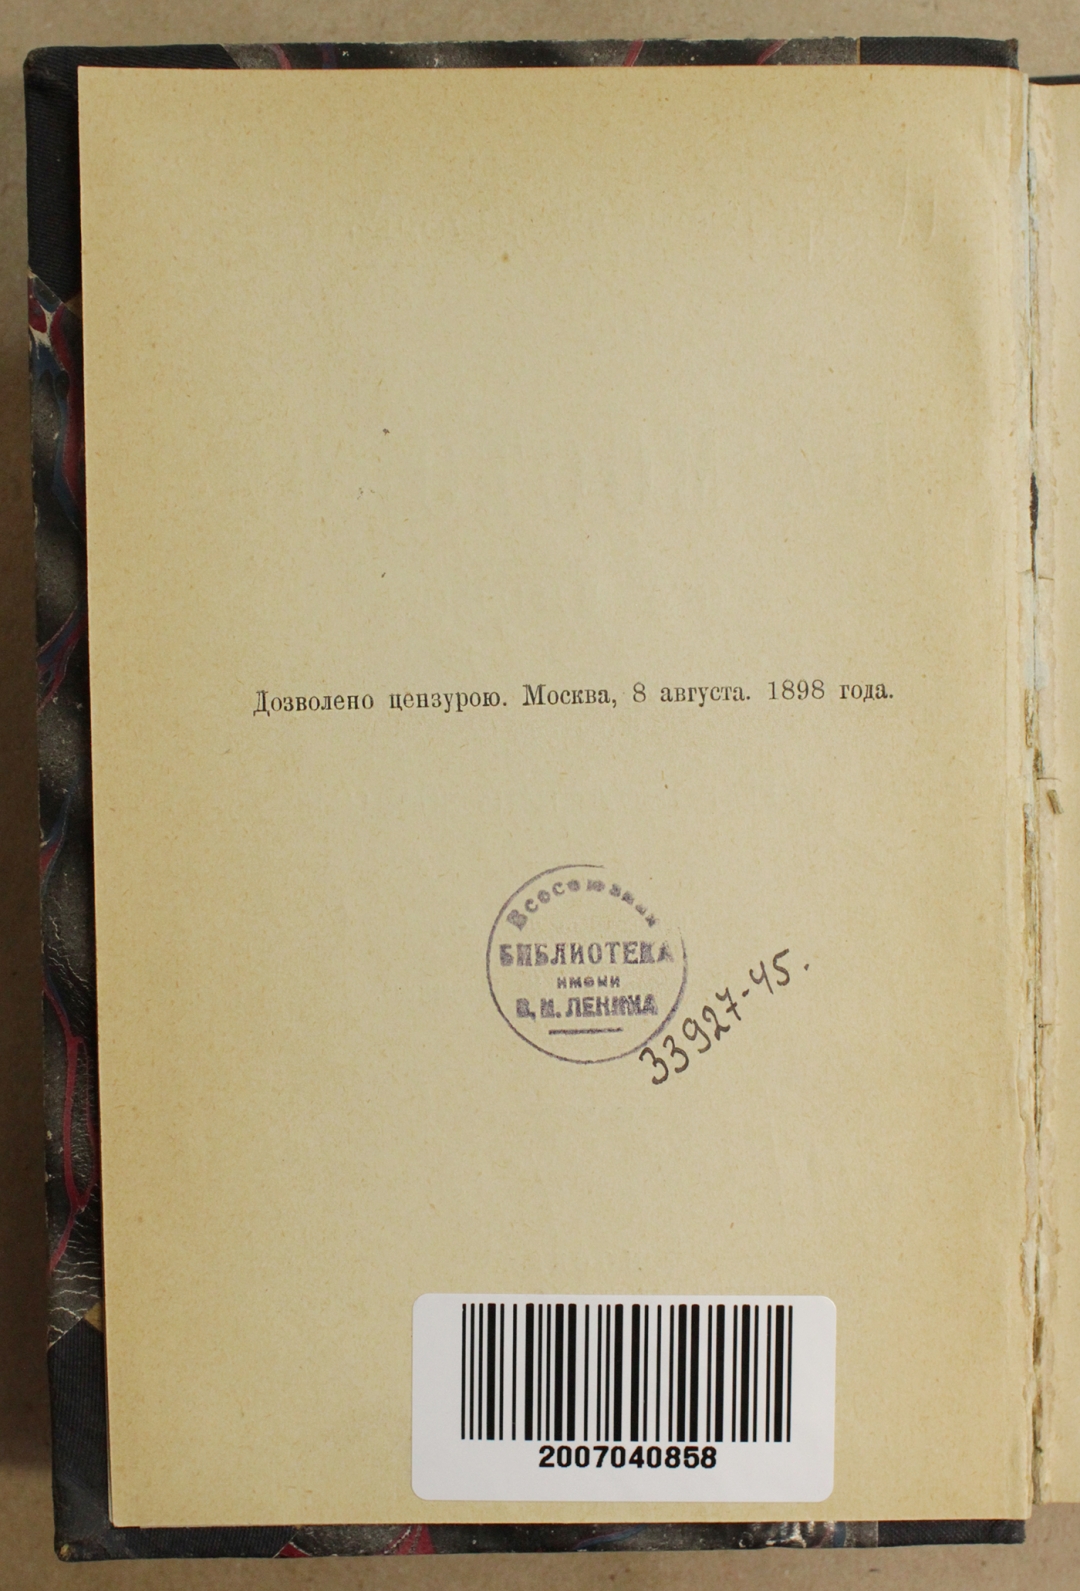 Дозволено цензурою. Москва, 8 августа. 1898 года.
Всесоюзная
БИБЛИОТЕКА
имени
В. И. ЛЕНИНА
33927-45.
2007040858